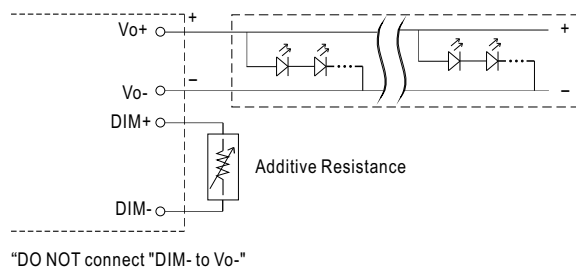 Vo+ + +
Vo- − −
DIM+
Additive Resistance
DIM-
“DO NOT connect "DIM- to Vo-"